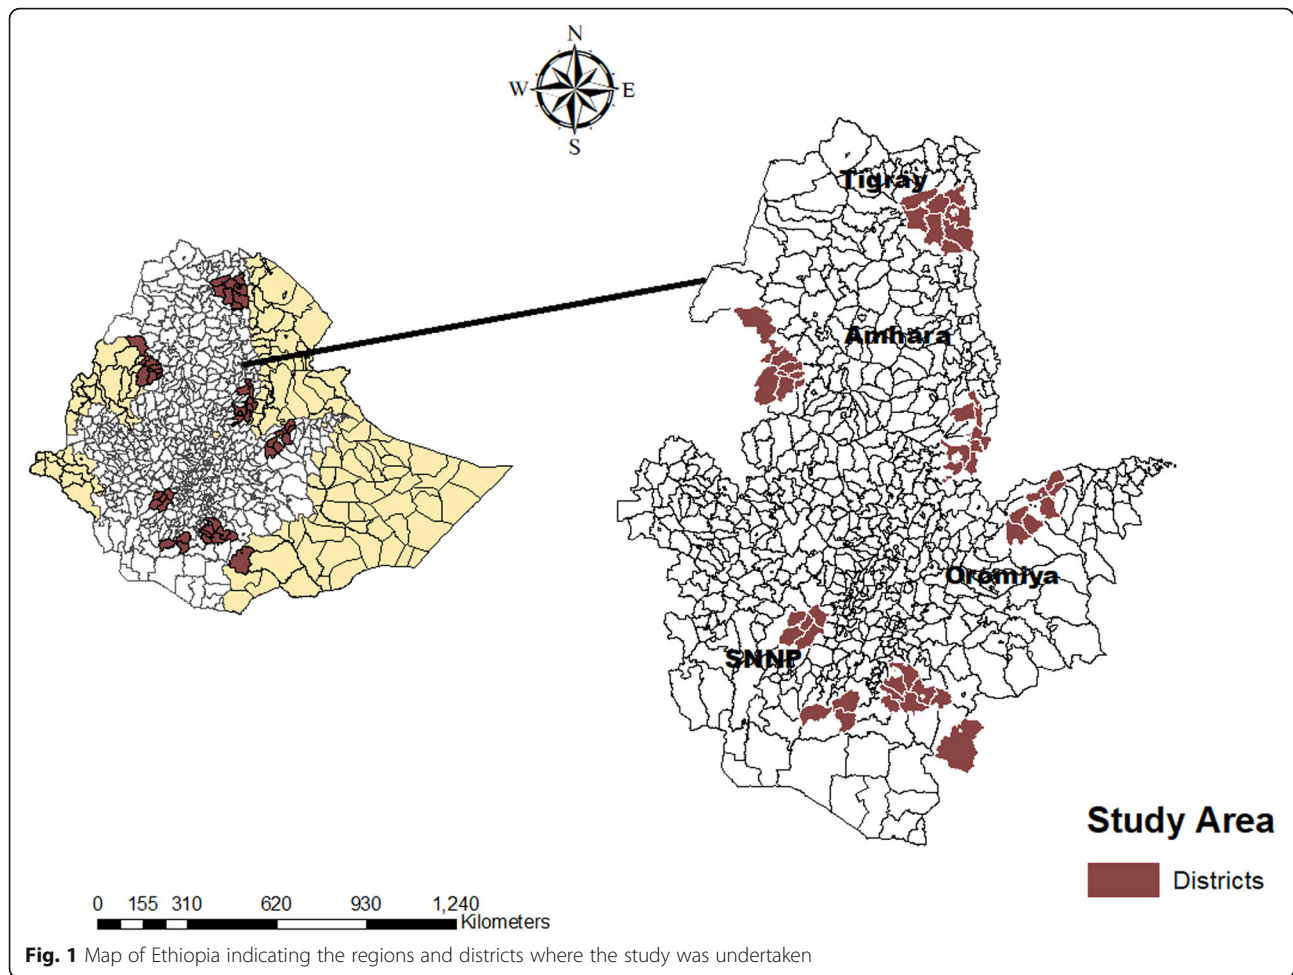 N
W E
S
Tigray
Amhara
Oromiya
SNNP
Study Area
Districts
0 155 310 620 930 1,240
Kilometers
Fig. 1 Map of Ethiopia indicating the regions and districts where the study was undertaken